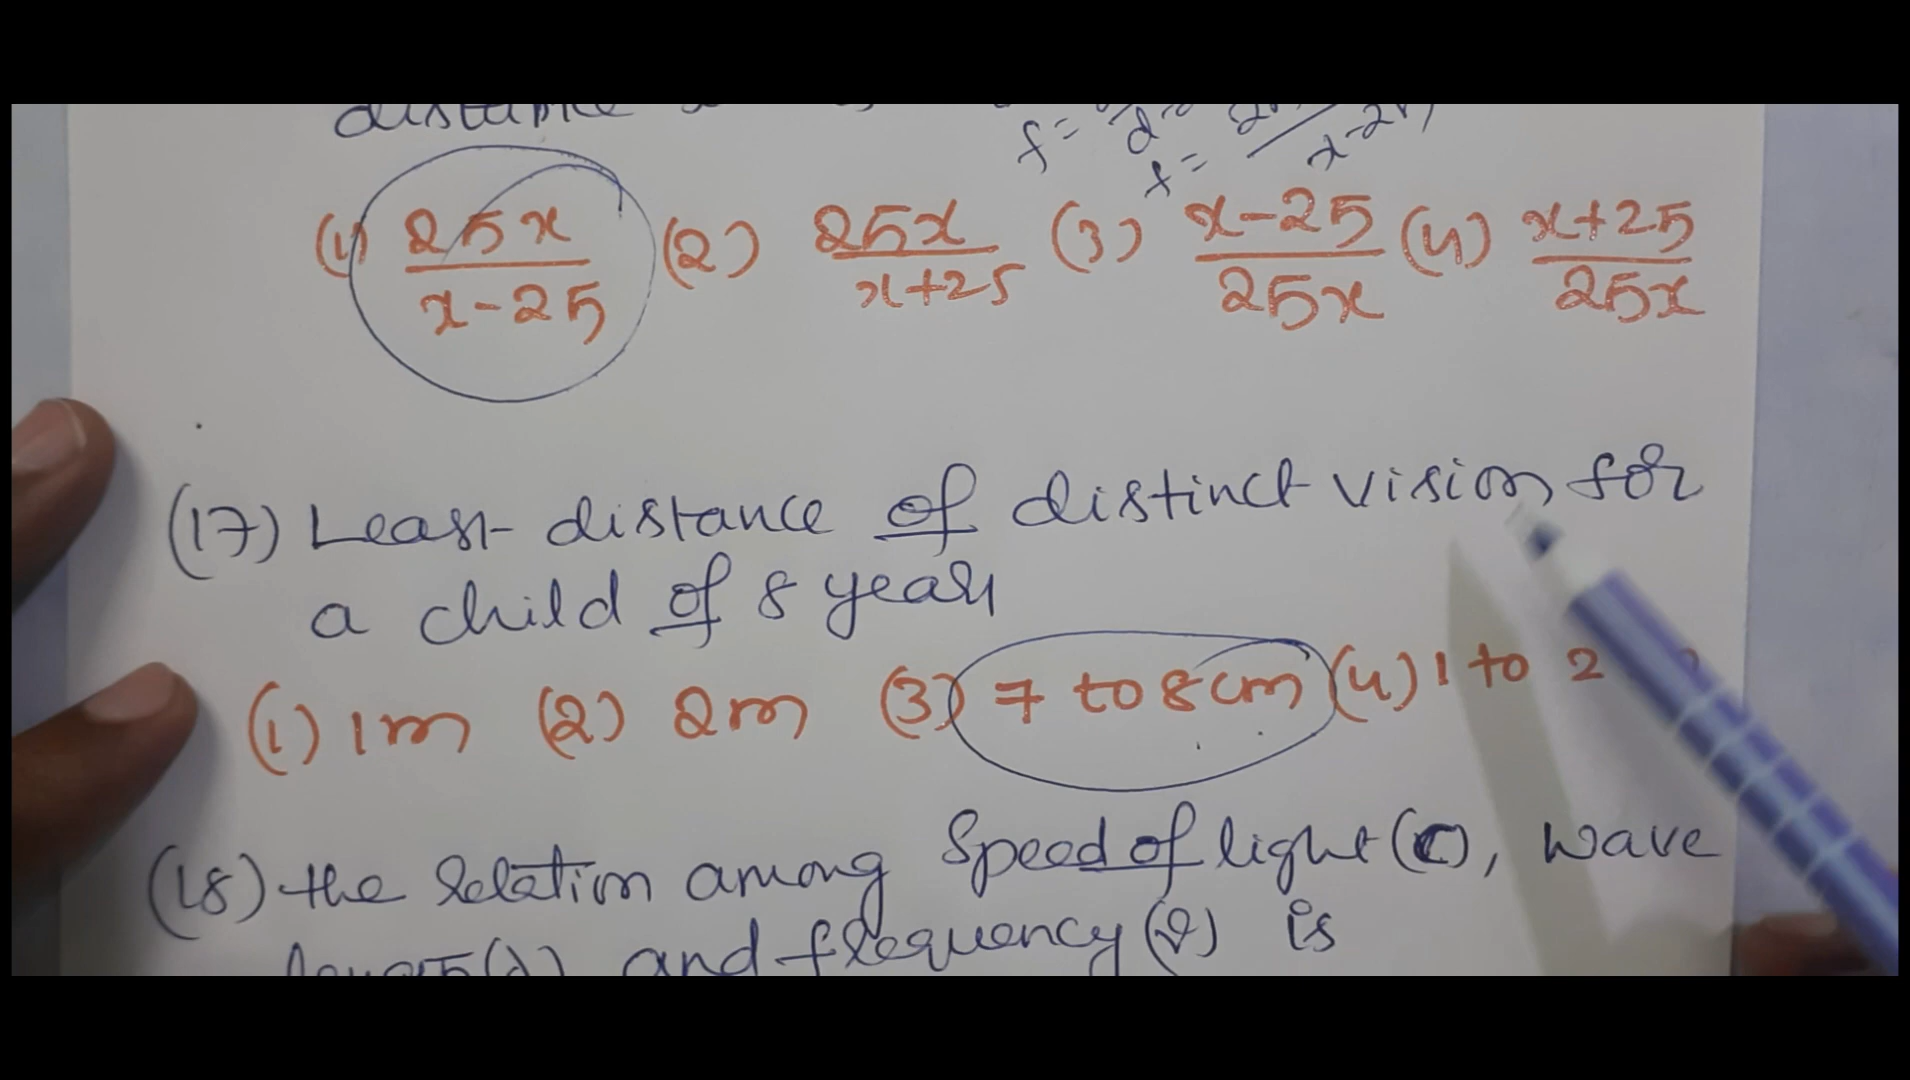 distance
f =
f =
(1) 25x/x-25 (2) 25x/x+25 (3) x-25/25x (4) x+25/25x
(17) Least distance of distinct vision for
a child of 8 years
(1) 1m (2) 2m (3) 7 to 8cm (4) 1 to 2
(18) the relation among Speed of light (c), wave
and frequency (ν) is